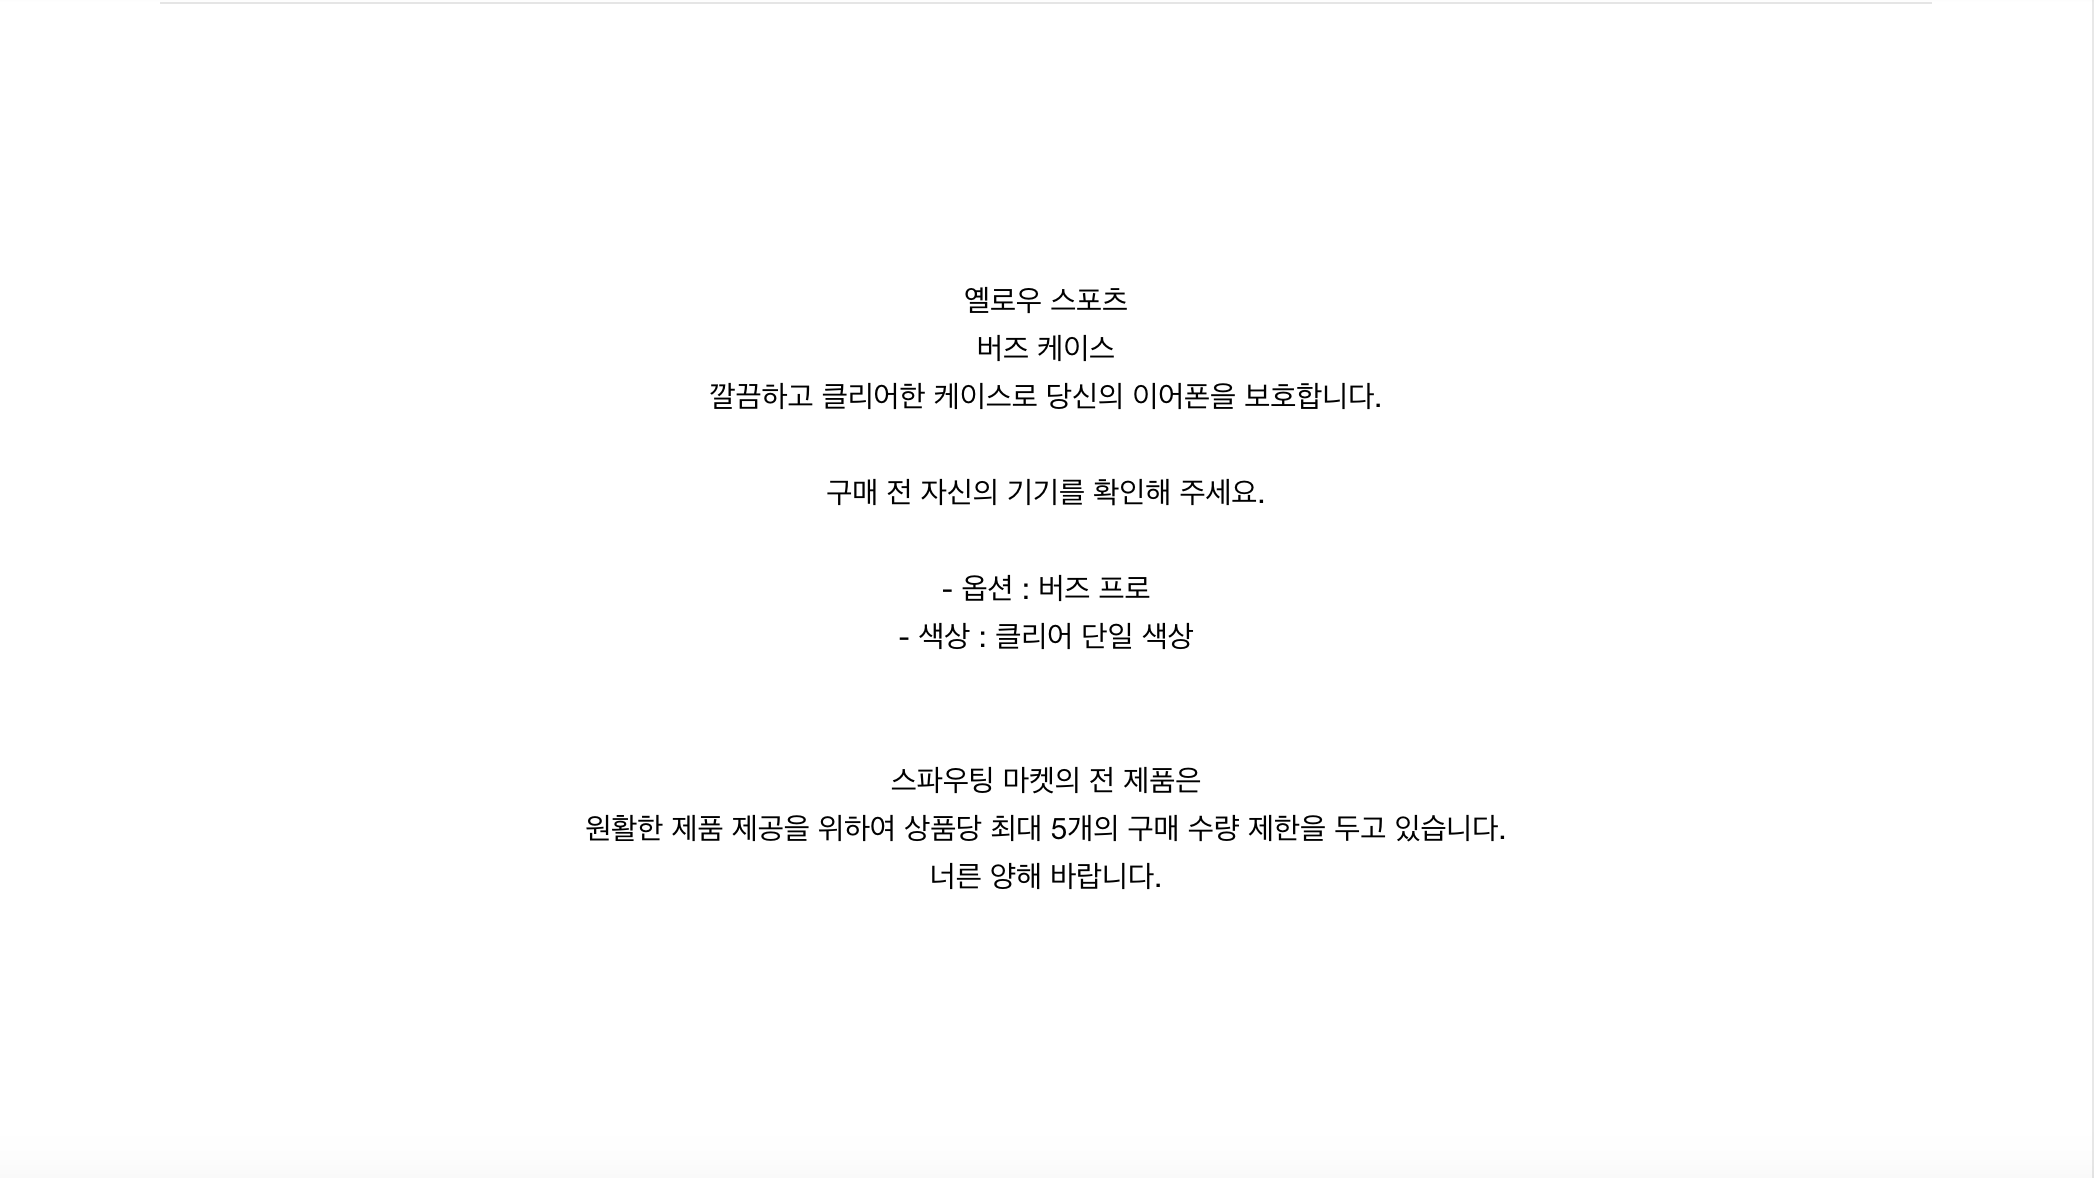 옐로우 스포츠
버즈 케이스
깔끔하고 클리어한 케이스로 당신의 이어폰을 보호합니다.
구매 전 자신의 기기를 확인해 주세요.
- 옵션 : 버즈 프로
- 색상 : 클리어 단일 색상
스파우팅 마켓의 전 제품은
원활한 제품 제공을 위하여 상품당 최대 5개의 구매 수량 제한을 두고 있습니다.
너른 양해 바랍니다.